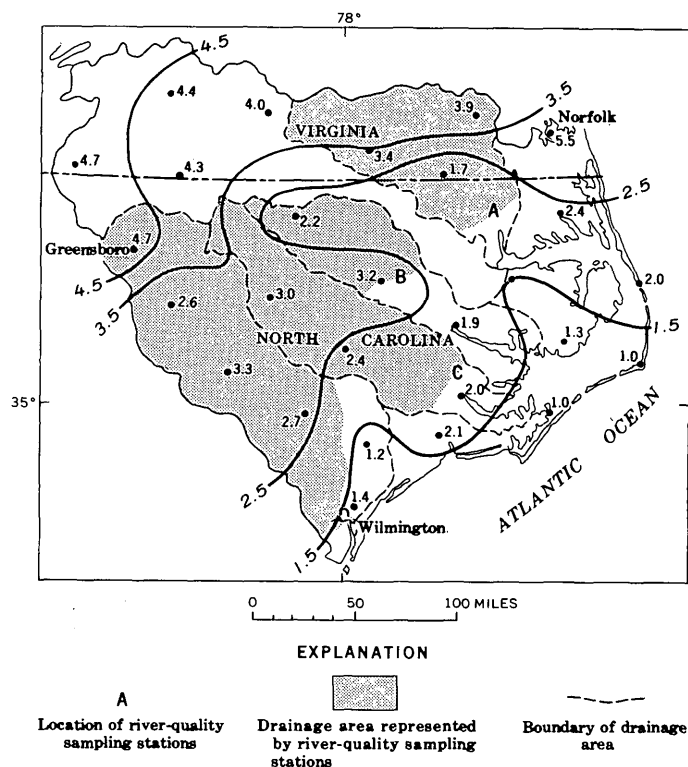 78°
4.5
4.4
4.0
3.9
3.5
Norfolk
5.5
VIRGINIA
3.4
4.7
4.3
1.7
2.5
A
2.4
2.2
4.7
Greensboro
B
3.2
2.0
4.5
3.5
2.6
3.0
1.9
1.5
NORTH CAROLINA
1.3
2.4
1.0
3.3
C
35°
2.0
2.7
1.0
2.1
1.2
2.5
ATLANTIC OCEAN
1.4
Wilmington
1.5
0 50 100 MILES
EXPLANATION
A
Location of river-quality
sampling stations
Drainage area represented
by river-quality sampling
stations
Boundary of drainage
area